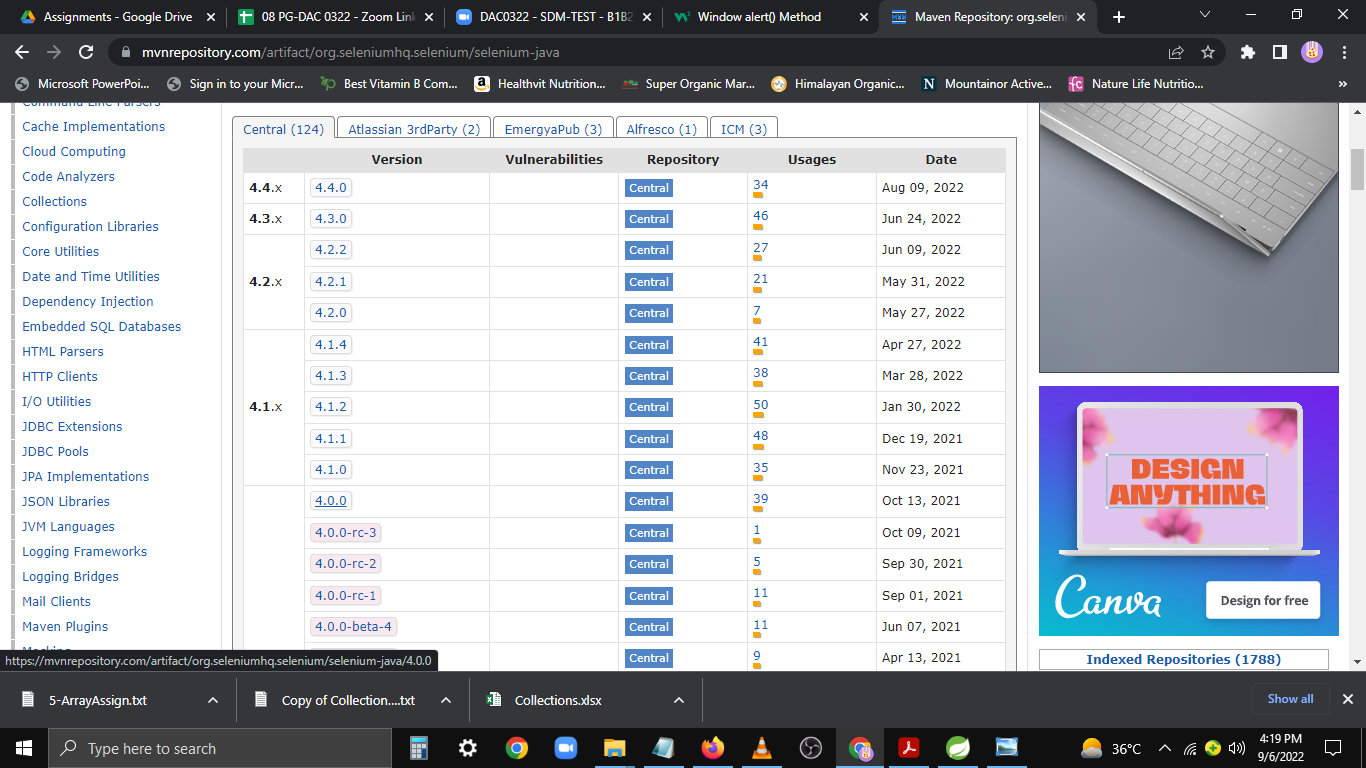 Assignments - Google Drive
08 PG-DAC 0322 - Zoom Link
DAC0322 - SDM-TEST - B1B2
Window alert() Method
Maven Repository: org.seleni
mvnrepository.com/artifact/org.seleniumhq.selenium/selenium-java
Microsoft PowerPoi...
Sign in to your Micr...
Best Vitamin B Com...
Healthvit Nutrition...
Super Organic Mar...
Himalayan Organic...
Mountainor Active...
Nature Life Nutritio...
»
Command Line Parsers
Cache Implementations
Cloud Computing
Code Analyzers
Collections
Configuration Libraries
Core Utilities
Date and Time Utilities
Dependency Injection
Embedded SQL Databases
HTML Parsers
HTTP Clients
I/O Utilities
JDBC Extensions
JDBC Pools
JPA Implementations
JSON Libraries
JVM Languages
Logging Frameworks
Logging Bridges
Mail Clients
Maven Plugins
Central (124)
Atlassian 3rdParty (2)
EmergyaPub (3)
Alfresco (1)
ICM (3)
Version Vulnerabilities Repository Usages Date
4.4.x 4.4.0 Central 34 Aug 09, 2022
4.3.x 4.3.0 Central 46 Jun 24, 2022
4.2.2 Central 27 Jun 09, 2022
4.2.x 4.2.1 Central 21 May 31, 2022
4.2.0 Central 7 May 27, 2022
4.1.4 Central 41 Apr 27, 2022
4.1.3 Central 38 Mar 28, 2022
4.1.x 4.1.2 Central 50 Jan 30, 2022
4.1.1 Central 48 Dec 19, 2021
4.1.0 Central 35 Nov 23, 2021
4.0.0 Central 39 Oct 13, 2021
4.0.0-rc-3 Central 1 Oct 09, 2021
4.0.0-rc-2 Central 5 Sep 30, 2021
4.0.0-rc-1 Central 11 Sep 01, 2021
4.0.0-beta-4 Central 11 Jun 07, 2021
Central 9 Apr 13, 2021
DESIGN
ANYTHING
Canva
Design for free
Indexed Repositories (1788)
https://mvnrepository.com/artifact/org.seleniumhq.selenium/selenium-java/4.0.0
5-ArrayAssign.txt
Copy of Collection....txt
Collections.xlsx
Show all
Type here to search
36°C
4:19 PM
9/6/2022